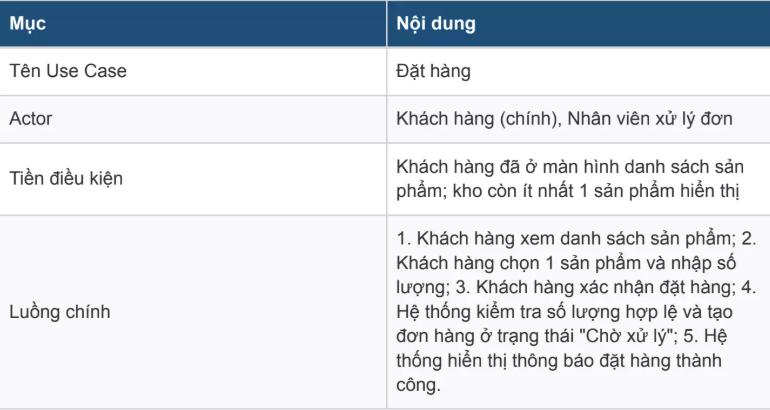 Mục
Nội dung
Tên Use Case
Đặt hàng
Actor
Khách hàng (chính), Nhân viên xử lý đơn
Tiền điều kiện
Khách hàng đã ở màn hình danh sách sản
phẩm; kho còn ít nhất 1 sản phẩm hiển thị
Luồng chính
1. Khách hàng xem danh sách sản phẩm; 2.
Khách hàng chọn 1 sản phẩm và nhập số
lượng; 3. Khách hàng xác nhận đặt hàng; 4.
Hệ thống kiểm tra số lượng hợp lệ và tạo
đơn hàng ở trạng thái "Chờ xử lý"; 5. Hệ
thống hiển thị thông báo đặt hàng thành
công.